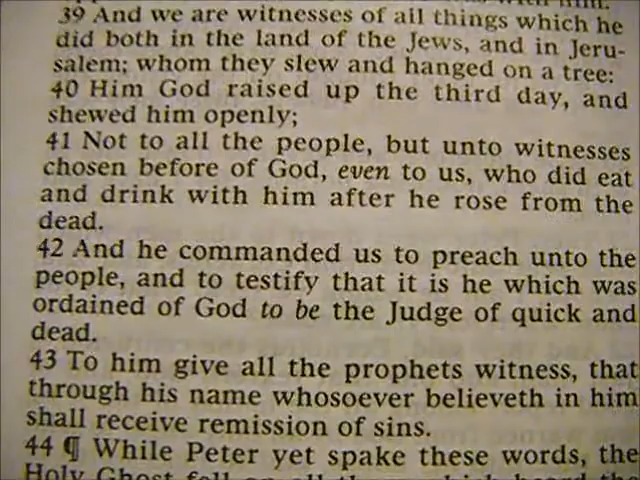 with him.
39 And we are witnesses of all things which he
did both in the land of the Jews, and in Jeru-
salem; whom they slew and hanged on a tree:
40 Him God raised up the third day, and
shewed him openly;
41 Not to all the people, but unto witnesses
chosen before of God, even to us, who did eat
and drink with him after he rose from the
dead.
42 And he commanded us to preach unto the
people, and to testify that it is he which was
ordained of God to be the Judge of quick and
dead.
43 To him give all the prophets witness, that
through his name whosoever believeth in him
shall receive remission of sins.
44 ¶ While Peter yet spake these words, the
Holy Ghost fell on all them which heard the